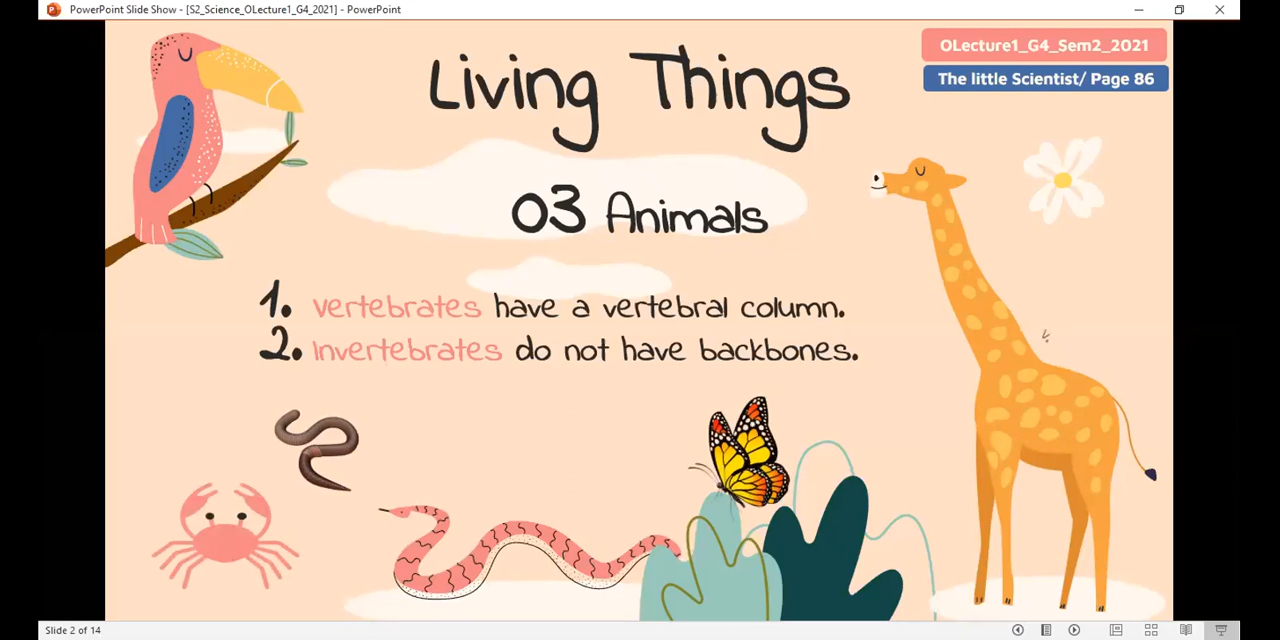 PowerPoint Slide Show - [S2_Science_OLecture1_G4_2021] - PowerPoint
OLecture1_G4_Sem2_2021
The little Scientist/ Page 86
Living Things
03 Animals
1. Vertebrates have a vertebral column.
2. Invertebrates do not have backbones.
Slide 2 of 14